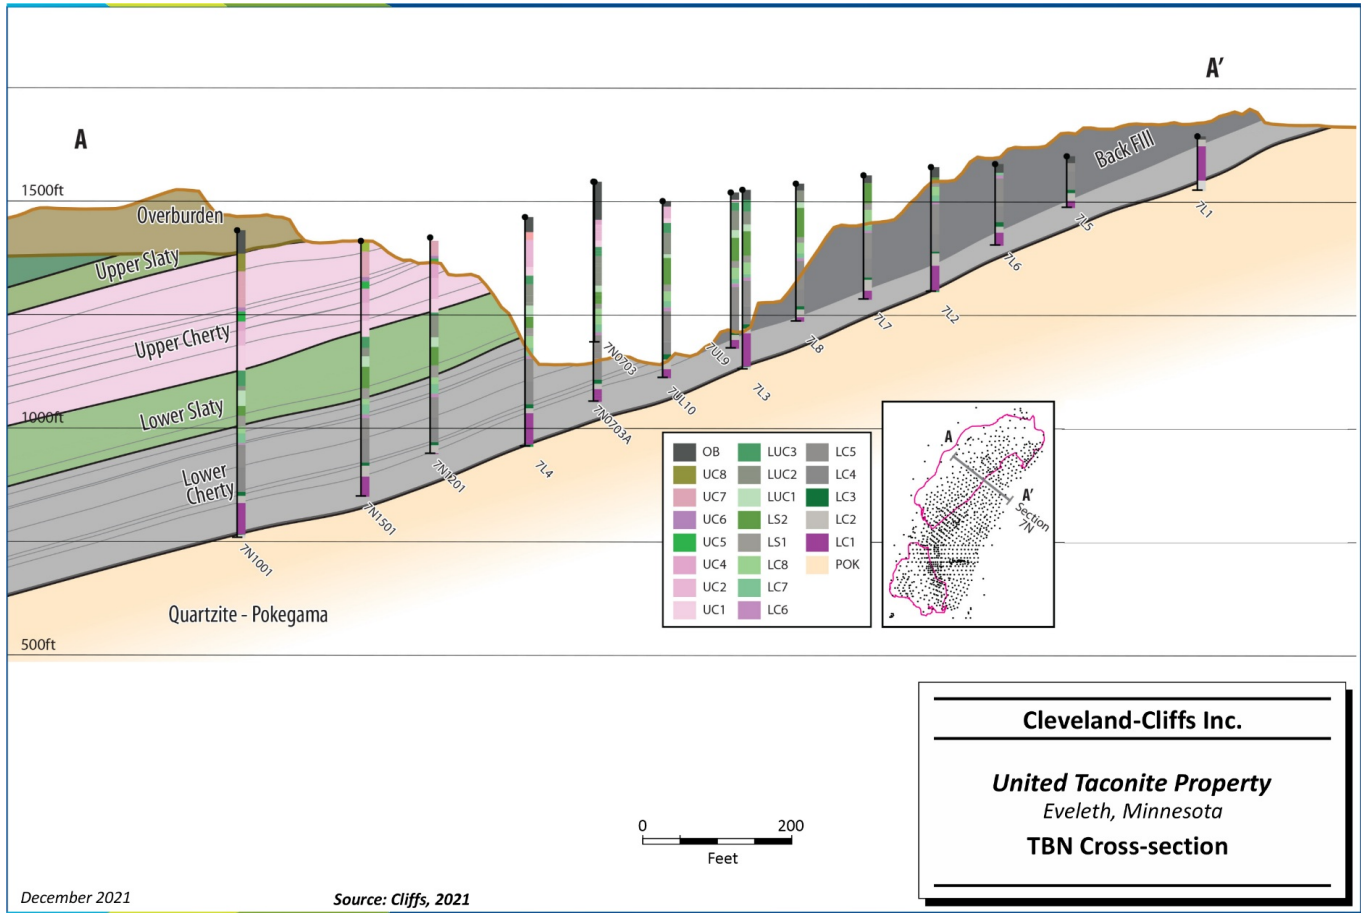 A
A'
1500ft
1000ft
500ft
Overburden
Upper Slaty
Upper Cherty
Lower Slaty
Lower
Cherty
Back FIll
Quartzite - Pokegama
7N1001
7N1501
7N1201
7L4
7N0703
7N0703A
7UL10
7UL9
7L3
7L8
7L7
7L2
7L6
7L5
7L1
OB
UC8
UC7
UC6
UC5
UC4
UC2
UC1
LUC3
LUC2
LUC1
LS2
LS1
LC8
LC7
LC6
LC5
LC4
LC3
LC2
LC1
POK
A
A'
Section
7N
0 200
Feet
Cleveland-Cliffs Inc.
United Taconite Property
Eveleth, Minnesota
TBN Cross-section
December 2021
Source: Cliffs, 2021